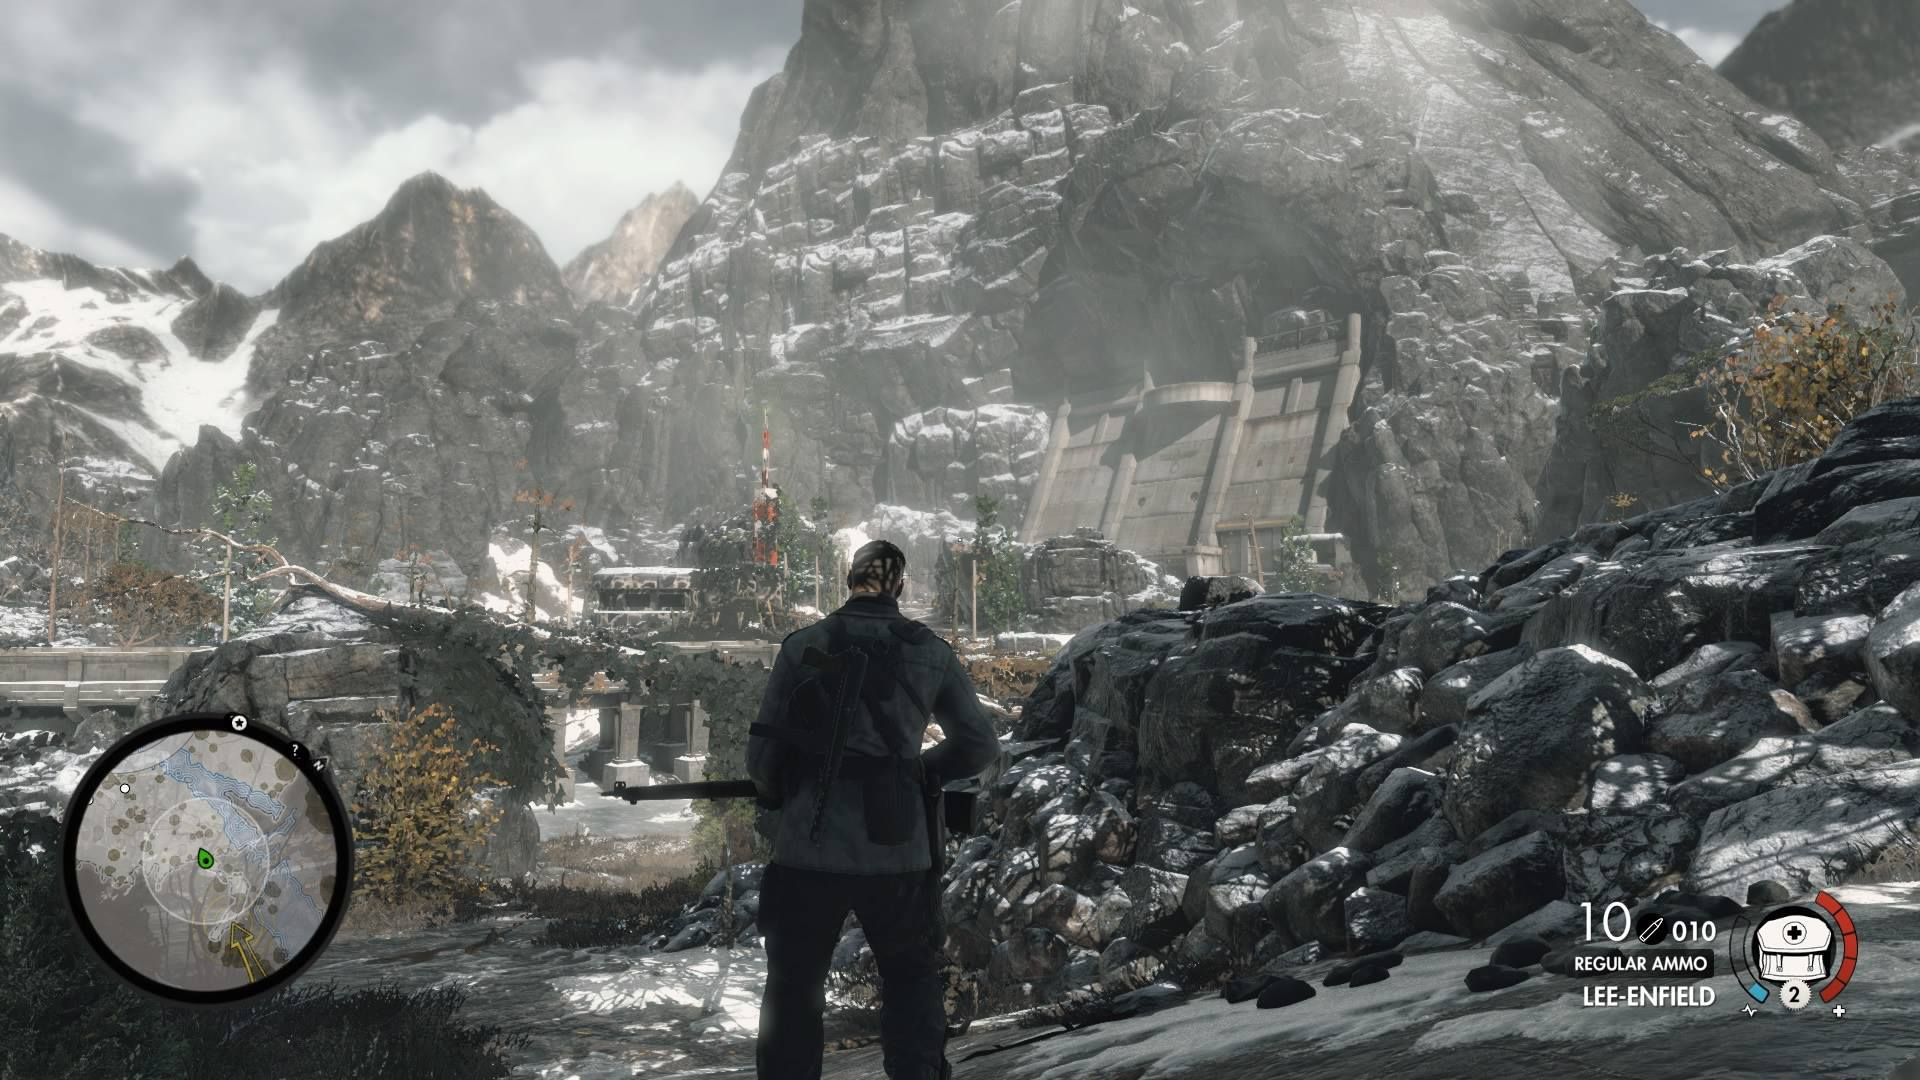 ?
N
10 010
REGULAR AMMO
LEE-ENFIELD
2